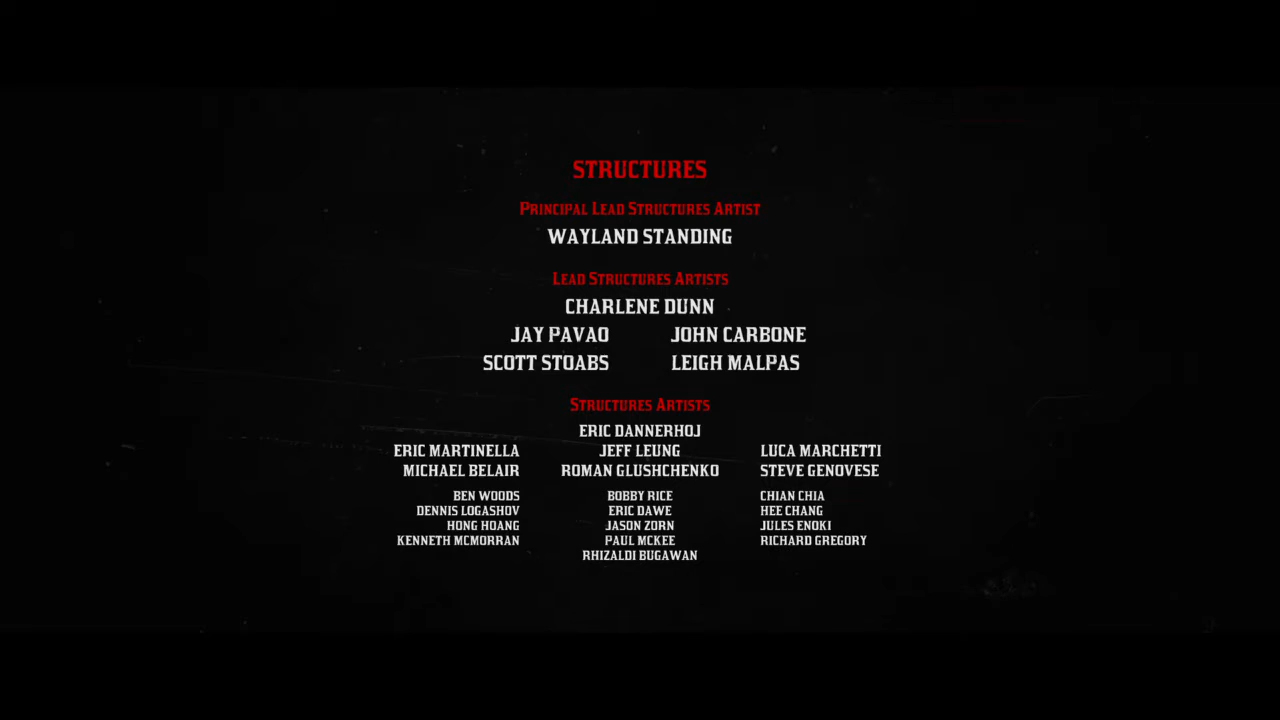 STRUCTURES
PRINCIPAL LEAD STRUCTURES ARTIST
WAYLAND STANDING
LEAD STRUCTURES ARTISTS
CHARLENE DUNN
JAY PAVAO JOHN CARBONE
SCOTT STOABS LEIGH MALPAS
STRUCTURES ARTISTS
ERIC DANNERHOJ
ERIC MARTINELLA JEFF LEUNG LUCA MARCHETTI
MICHAEL BELAIR ROMAN GLUSHCHENKO STEVE GENOVESE
BEN WOODS BOBBY RICE CHIAN CHIA
DENNIS LOGASHOV ERIC DAWE HEE CHANG
HONG HOANG JASON ZORN JULES ENOKI
KENNETH MCMORRAN PAUL MCKEE RICHARD GREGORY
RHIZALDI BUGAWAN